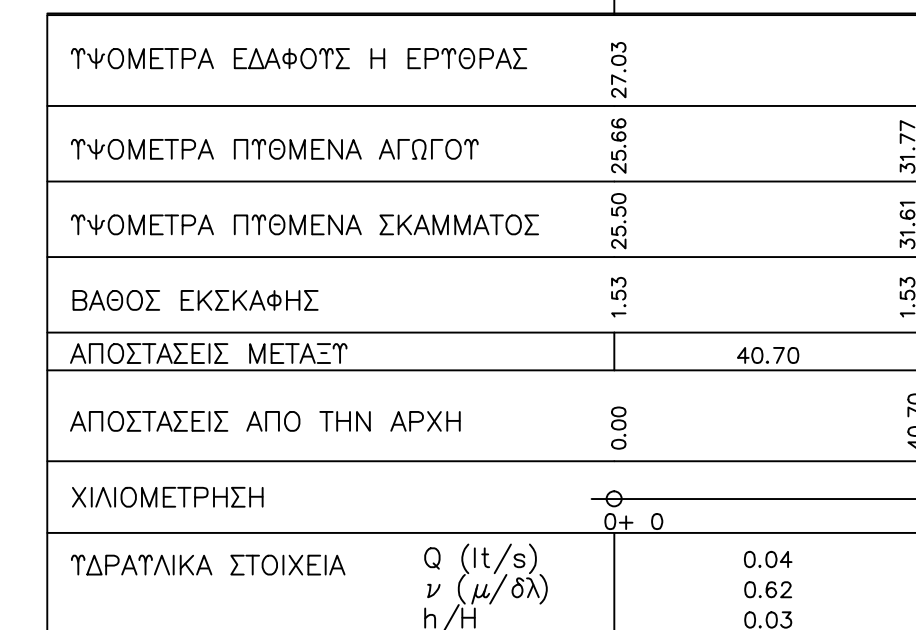 ΥΨΟΜΕΤΡΑ ΕΔΑΦΟΥΣ Η ΕΡΥΘΡΑΣ 27.03
ΥΨΟΜΕΤΡΑ ΠΥΘΜΕΝΑ ΑΓΩΓΟΥ 25.66 31.77
ΥΨΟΜΕΤΡΑ ΠΥΘΜΕΝΑ ΣΚΑΜΜΑΤΟΣ 25.50 31.61
ΒΑΘΟΣ ΕΚΣΚΑΦΗΣ 1.53 1.53
ΑΠΟΣΤΑΣΕΙΣ ΜΕΤΑΞΥ 40.70
ΑΠΟΣΤΑΣΕΙΣ ΑΠΟ ΤΗΝ ΑΡΧΗ 0.00 40.70
ΧΙΛΙΟΜΕΤΡΗΣΗ
0+ 0
ΥΔΡΑΥΛΙΚΑ ΣΤΟΙΧΕΙΑ Q (lt/s) 0.04
ν (μ/δλ) 0.62
h/H 0.03